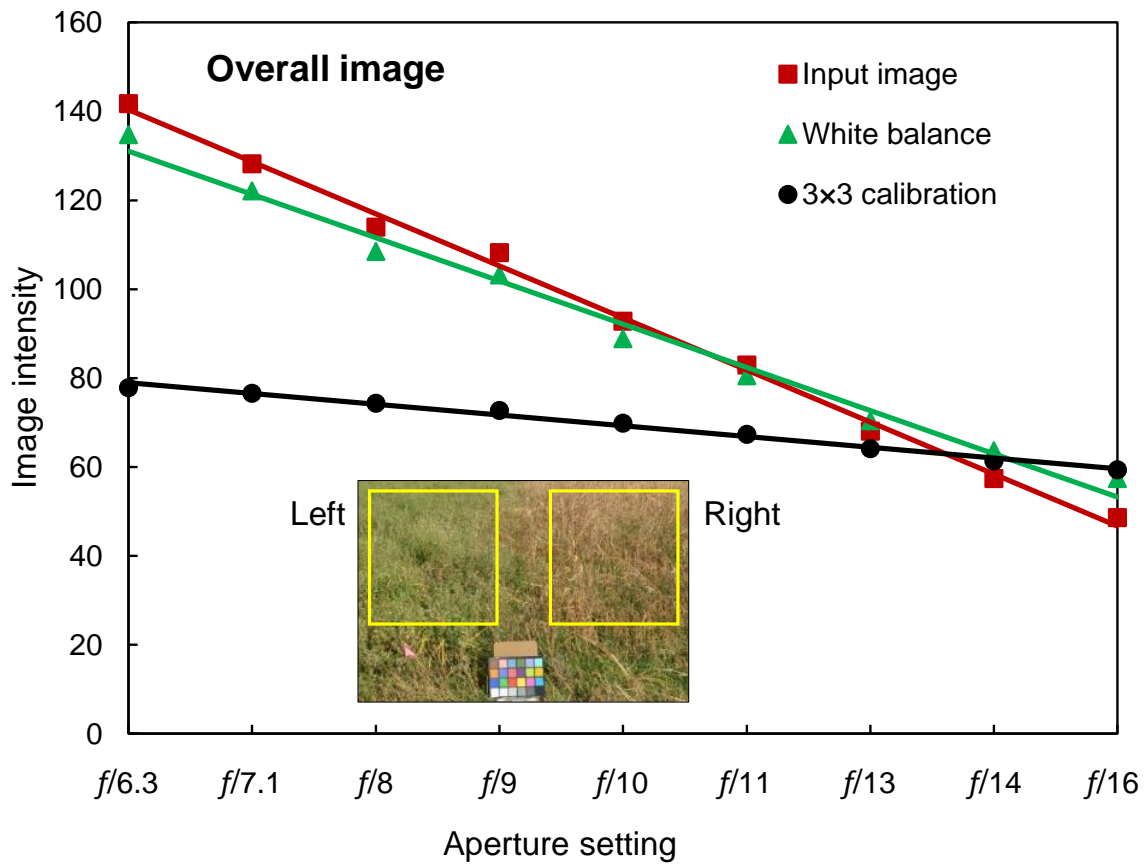 Overall image
Input image
White balance
3×3 calibration
Image intensity
160
140
120
100
80
60
40
20
0
Left
Right
f/6.3 f/7.1 f/8 f/9 f/10 f/11 f/13 f/14 f/16
Aperture setting